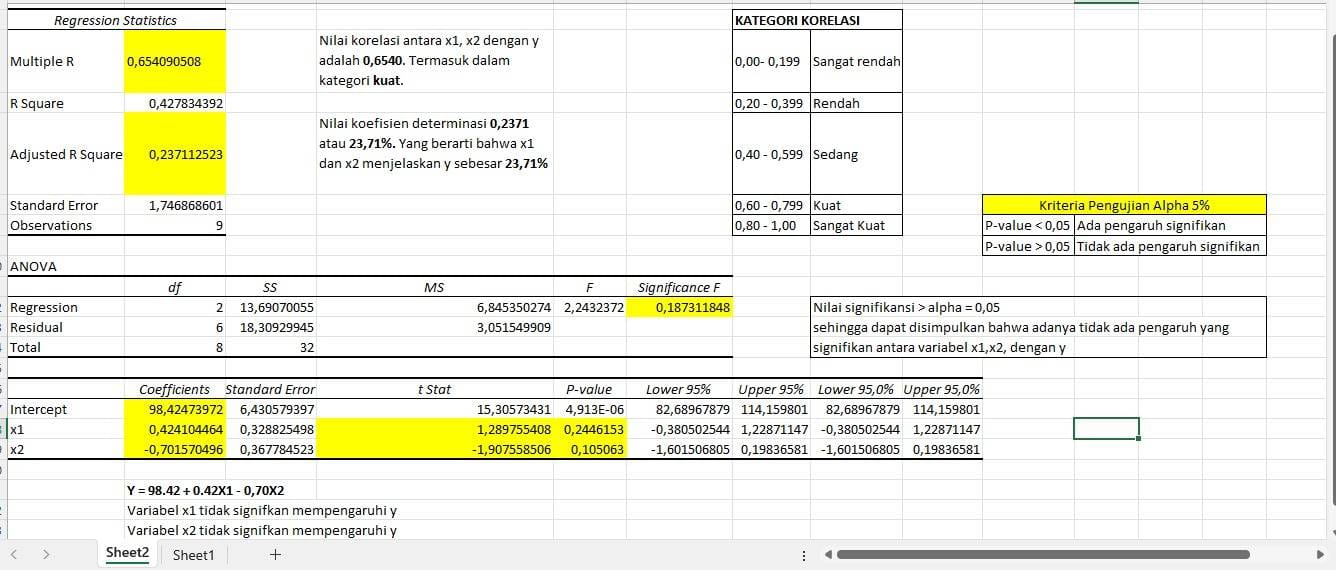 Regression Statistics
KATEGORI KORELASI
Multiple R 0,654090508
Nilai korelasi antara x1, x2 dengan y
adalah 0,6540. Termasuk dalam
kategori kuat.
0,00- 0,199 Sangat rendah
R Square 0,427834392
0,20 - 0,399 Rendah
Adjusted R Square 0,237112523
Nilai koefisien determinasi 0,2371
atau 23,71%. Yang berarti bahwa x1
dan x2 menjelaskan y sebesar 23,71%
0,40 - 0,599 Sedang
Standard Error 1,746868601
0,60 - 0,799 Kuat
Kriteria Pengujian Alpha 5%
Observations 9
0,80 - 1,00 Sangat Kuat
P-value < 0,05 Ada pengaruh signifikan
P-value > 0,05 Tidak ada pengaruh signifikan
ANOVA
df SS MS F Significance F
Regression 2 13,69070055 6,845350274 2,2432372 0,187311848
Nilai signifikansi > alpha = 0,05
Residual 6 18,30929945 3,051549909
sehingga dapat disimpulkan bahwa adanya tidak ada pengaruh yang
Total 8 32
signifikan antara variabel x1,x2, dengan y
Coefficients Standard Error t Stat P-value Lower 95% Upper 95% Lower 95,0% Upper 95,0%
Intercept 98,42473972 6,430579397 15,30573431 4,913E-06 82,68967879 114,159801 82,68967879 114,159801
x1 0,424104464 0,328825498 1,289755408 0,2446153 -0,380502544 1,22871147 -0,380502544 1,22871147
x2 -0,701570496 0,367784523 -1,907558506 0,105063 -1,601506805 0,19836581 -1,601506805 0,19836581
Y = 98.42 + 0.42X1 - 0,70X2
Variabel x1 tidak signifkan mempengaruhi y
Variabel x2 tidak signifkan mempengaruhi y
Sheet2 Sheet1